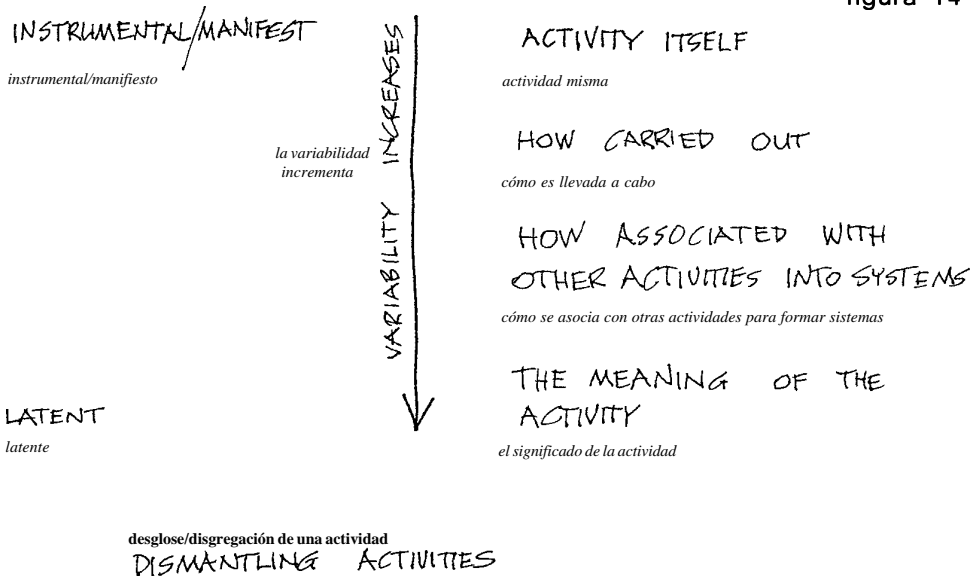 figura 14
INSTRUMENTAL/MANIFEST
instrumental/manifiesto
VARIABILITY INCREASES
la variabilidad
incrementa
ACTIVITY ITSELF
actividad misma
HOW CARRIED OUT
cómo es llevada a cabo
HOW ASSOCIATED WITH
OTHER ACTIVITIES INTO SYSTEMS
cómo se asocia con otras actividades para formar sistemas
THE MEANING OF THE
ACTIVITY
el significado de la actividad
LATENT
latente
desglose/disgregación de una actividad
DISMANTLING ACTIVITIES